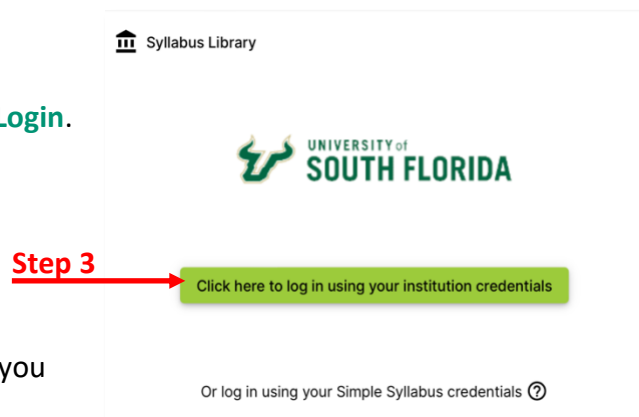 Syllabus Library
Login.
UNIVERSITY of
SOUTH FLORIDA
Step 3
Click here to log in using your institution credentials
you
Or log in using your Simple Syllabus credentials ?